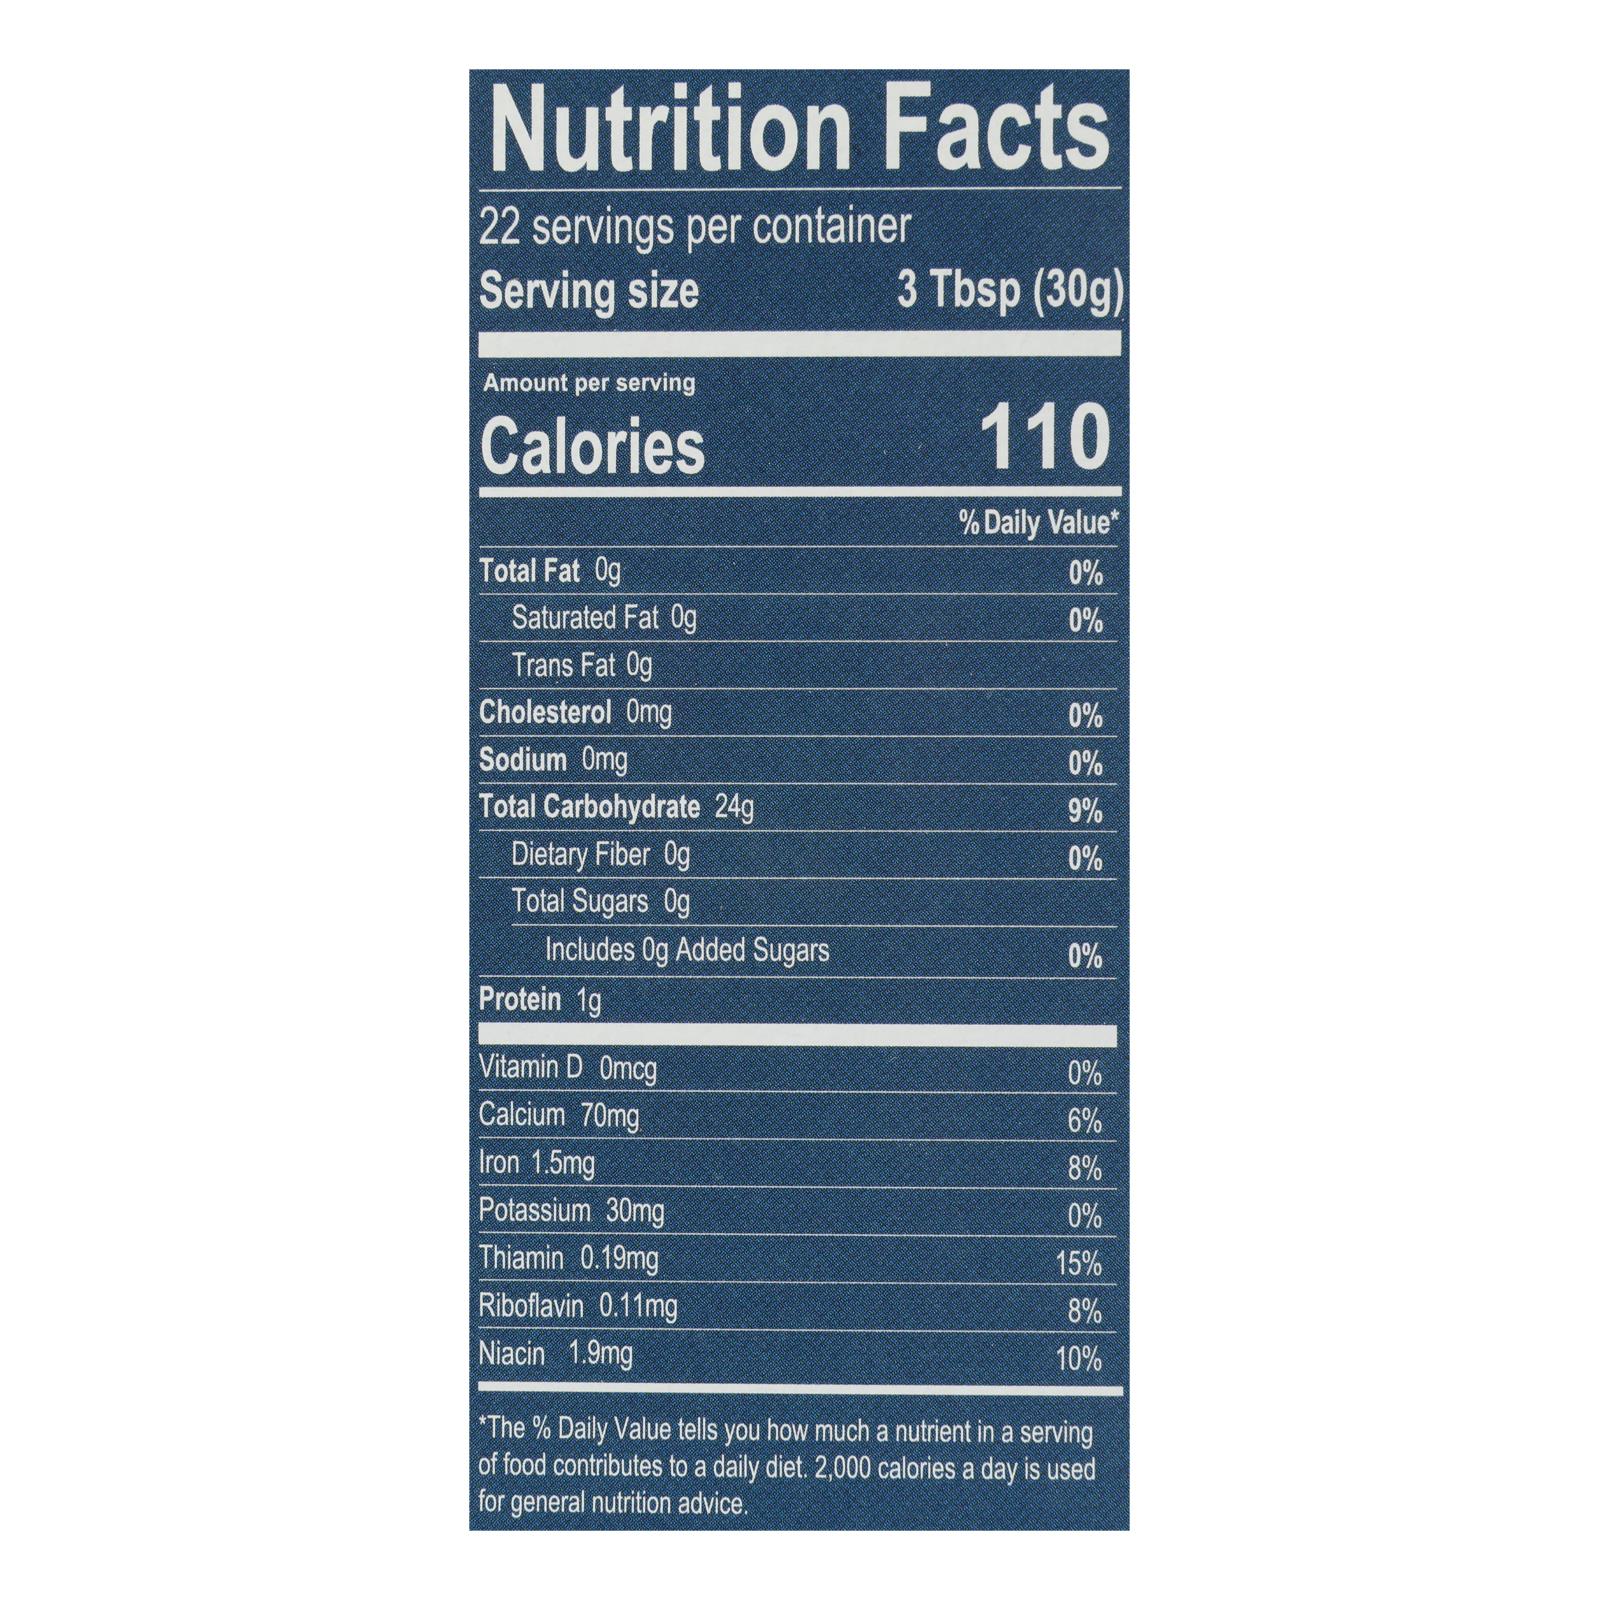 Nutrition Facts
22 servings per container
Serving size 3 Tbsp (30g)
Amount per serving
Calories 110
% Daily Value*
Total Fat 0g 0%
Saturated Fat 0g 0%
Trans Fat 0g
Cholesterol 0mg 0%
Sodium 0mg 0%
Total Carbohydrate 24g 9%
Dietary Fiber 0g 0%
Total Sugars 0g
Includes 0g Added Sugars 0%
Protein 1g
Vitamin D 0mcg 0%
Calcium 70mg 6%
Iron 1.5mg 8%
Potassium 30mg 0%
Thiamin 0.19mg 15%
Riboflavin 0.11mg 8%
Niacin 1.9mg 10%
*The % Daily Value tells you how much a nutrient in a serving
of food contributes to a daily diet. 2,000 calories a day is used
for general nutrition advice.